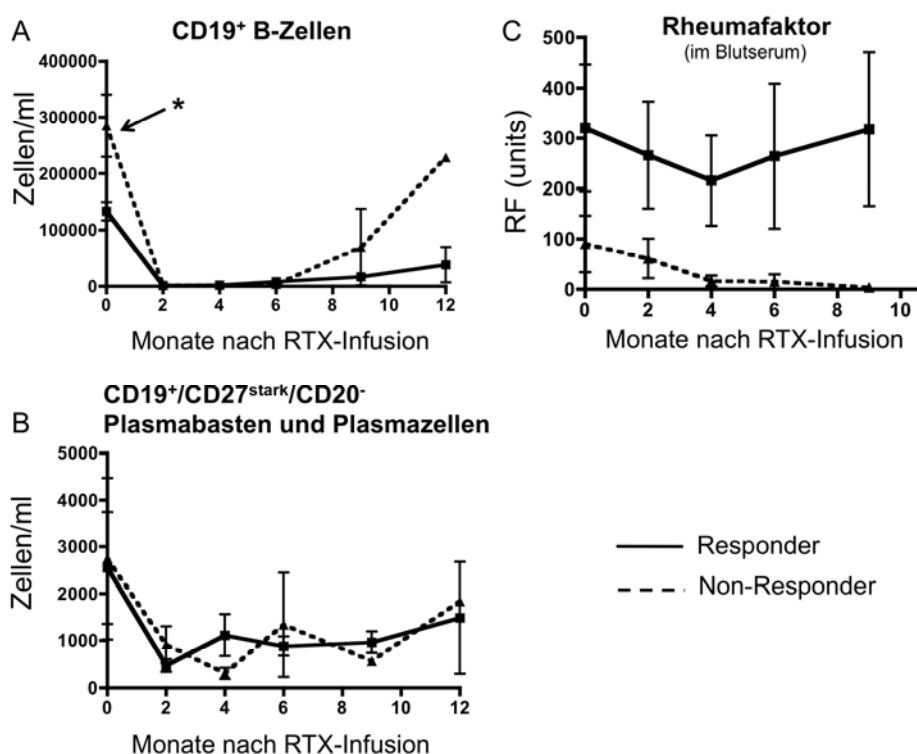 A
CD19⁺ B-Zellen
400000
300000
200000
100000
0
Zellen/ml
*
0 2 4 6 8 10 12
Monate nach RTX-Infusion
C
Rheumafaktor
(im Blutserum)
500
400
300
200
100
0
RF (units)
0 2 4 6 8 10
Monate nach RTX-Infusion
B
CD19⁺/CD27ˢᵗᵃʳᵏ/CD20⁻
Plasmabasten und Plasmazellen
5000
4000
3000
2000
1000
0
Zellen/ml
0 2 4 6 8 10 12
Monate nach RTX-Infusion
Responder
Non-Responder